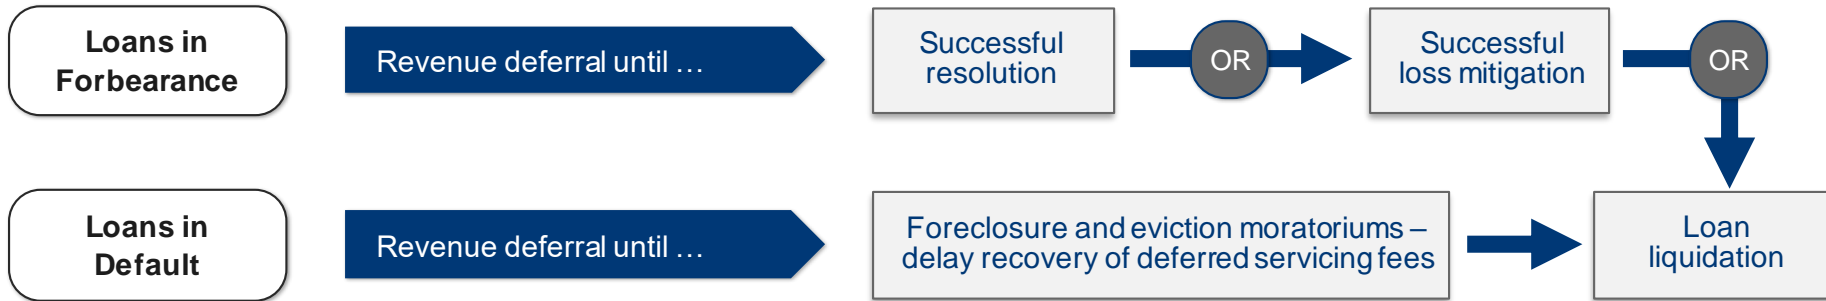 Loans in
Forbearance
Revenue deferral until …
Successful
resolution
OR
Successful
loss mitigation
OR
Loans in
Default
Revenue deferral until …
Foreclosure and eviction moratoriums –
delay recovery of deferred servicing fees
Loan
liquidation